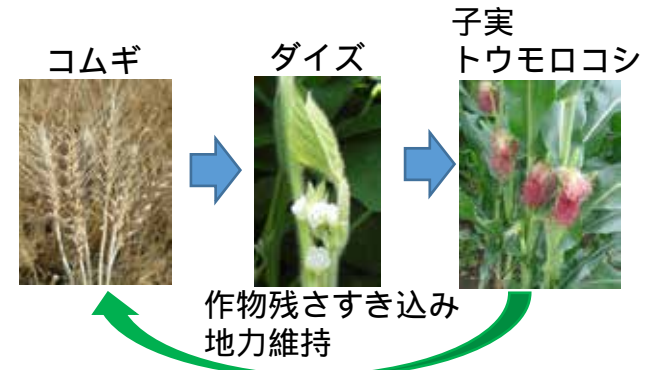 コムギ
ダイズ
子実
トウモロコシ
作物残さすき込み
地力維持